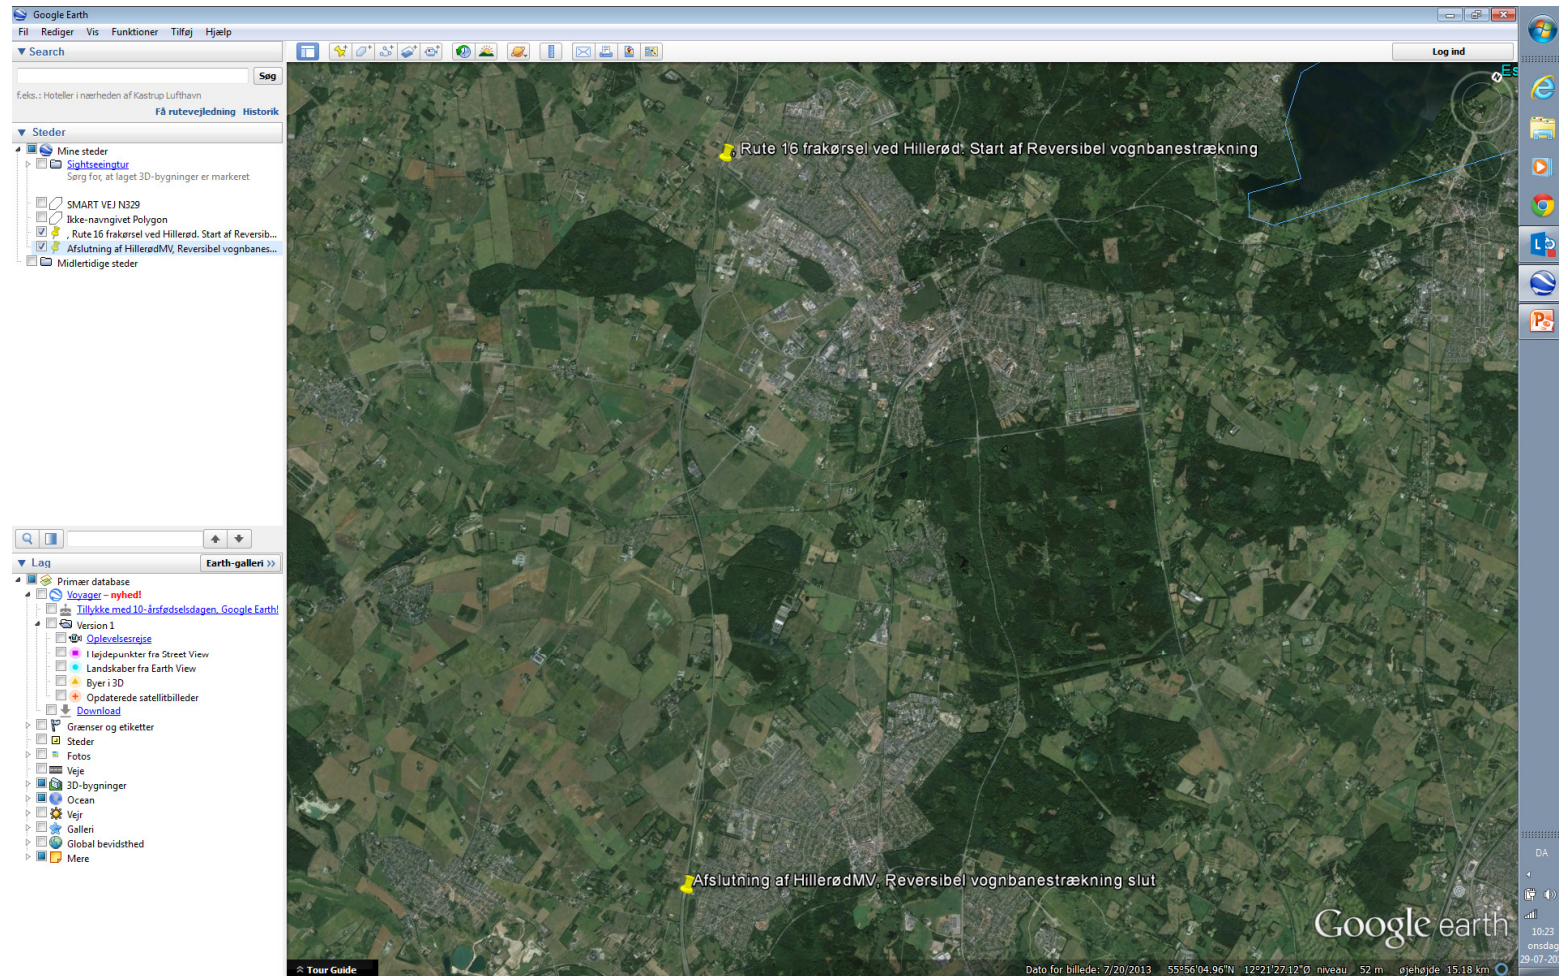 Google Earth
Fil Rediger Vis Funktioner Tilføj Hjælp
Search
Søg
f.eks.: Hoteller i nærheden af Kastrup Lufthavn
Få rutevejledning Historik
Steder
Mine steder
Sightseeingtur
Sørg for, at laget 3D-bygninger er markeret
SMART VEJ N329
Ikke-navngivet Polygon
, Rute 16 frakørsel ved Hillerød. Start af Reversib...
Afslutning af HillerødMV, Reversibel vognbanes...
Midlertidige steder
Lag
Earth-galleri >>
Primær database
Voyager – nyhed!
Tillykke med 10-årsfødselsdagen, Google Earth!
Version 1
Oplevelsesrejse
Højdepunkter fra Street View
Landskaber fra Earth View
Byer i 3D
Opdaterede satellitbilleder
Download
Grænser og etiketter
Steder
Fotos
Veje
3D-bygninger
Ocean
Vejr
Galleri
Global bevidsthed
Mere
Log ind
Es
, Rute 16 frakørsel ved Hillerød. Start af Reversibel vognbanestrækning
Afslutning af HillerødMV, Reversibel vognbanestrækning slut
Google earth
Tour Guide
Dato for billede: 7/20/2013 55°56'04.96"N 12°21'27.12"Ø niveau 52 m øjehøjde 15.18 km
DA
10:23
onsdag
29-07-20